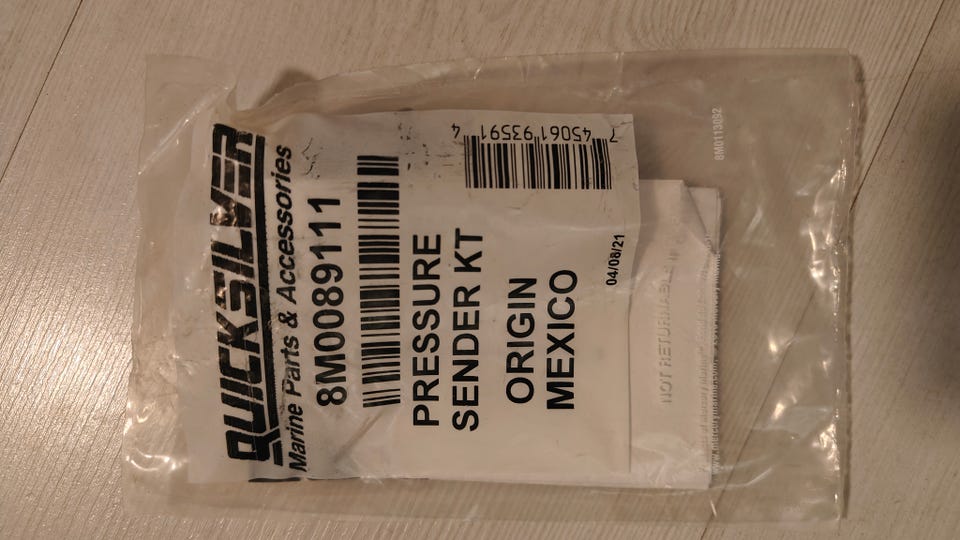 QUICKSILVER
Marine Parts & Accessories
8M0089111
PRESSURE
SENDER KT
ORIGIN
MEXICO
04/08/21
7 45061 93591 4
NOT RETURNABLE IF
8M0113092